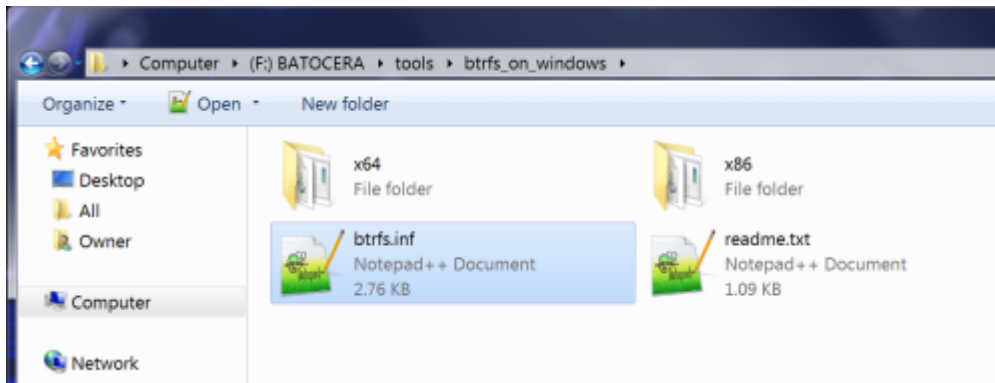 Computer ▸ (F:) BATOCERA ▸ tools ▸ btrfs_on_windows ▸
Organize Open New folder
Favorites
Desktop
All
Owner
Computer
Network
x64
File folder
x86
File folder
btrfs.inf
Notepad++ Document
2.76 KB
readme.txt
Notepad++ Document
1.09 KB